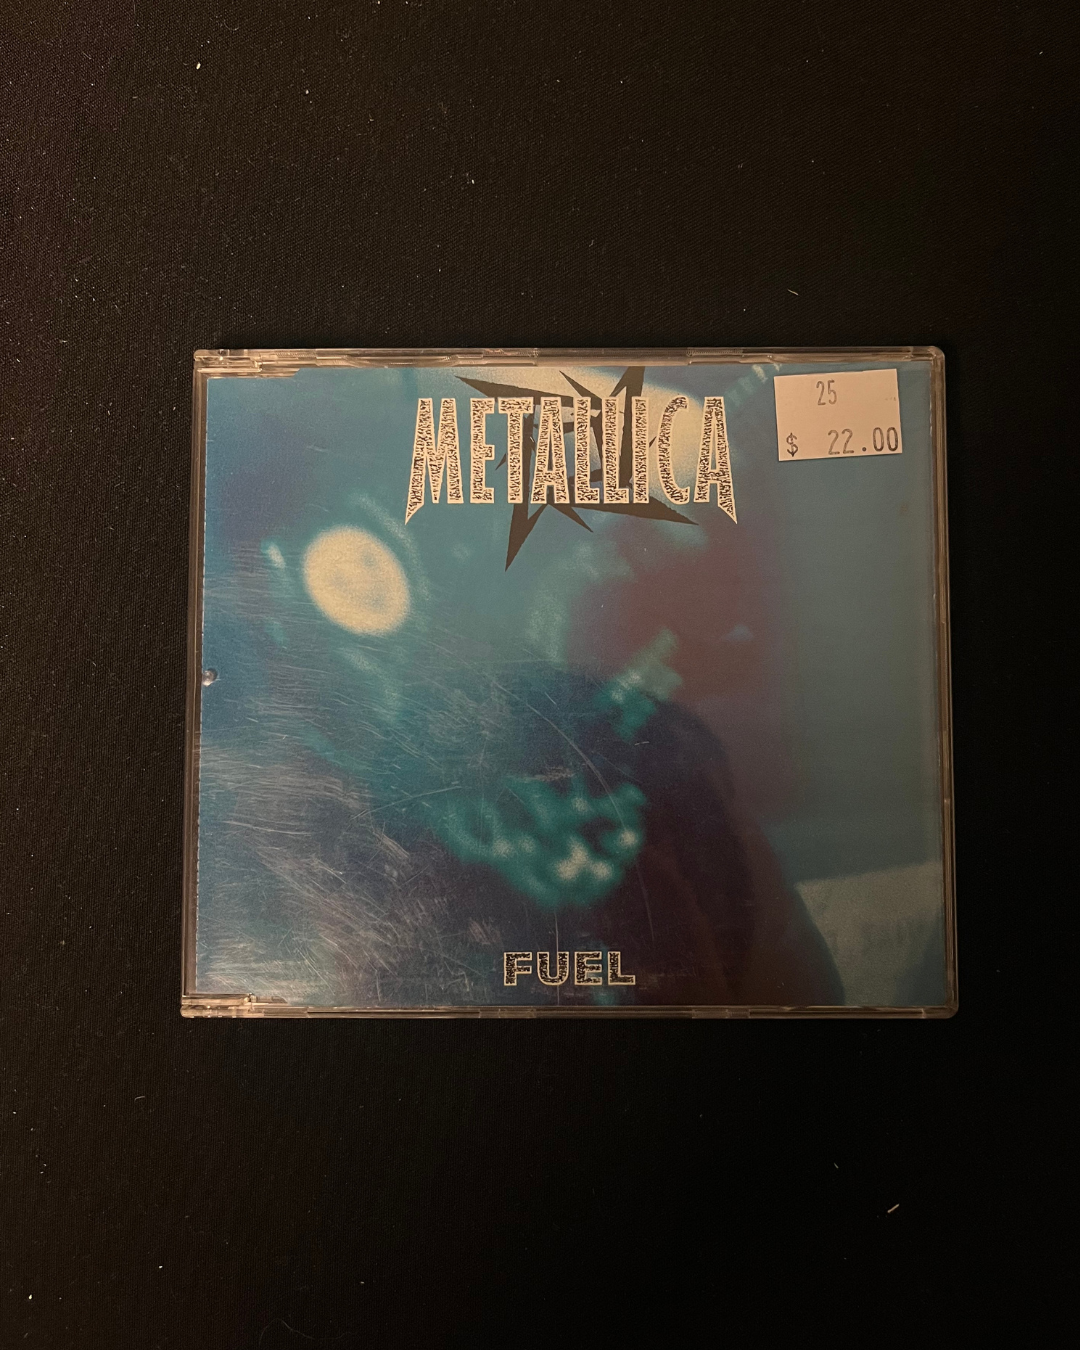 METALLICA
25
$ 22.00
FUEL